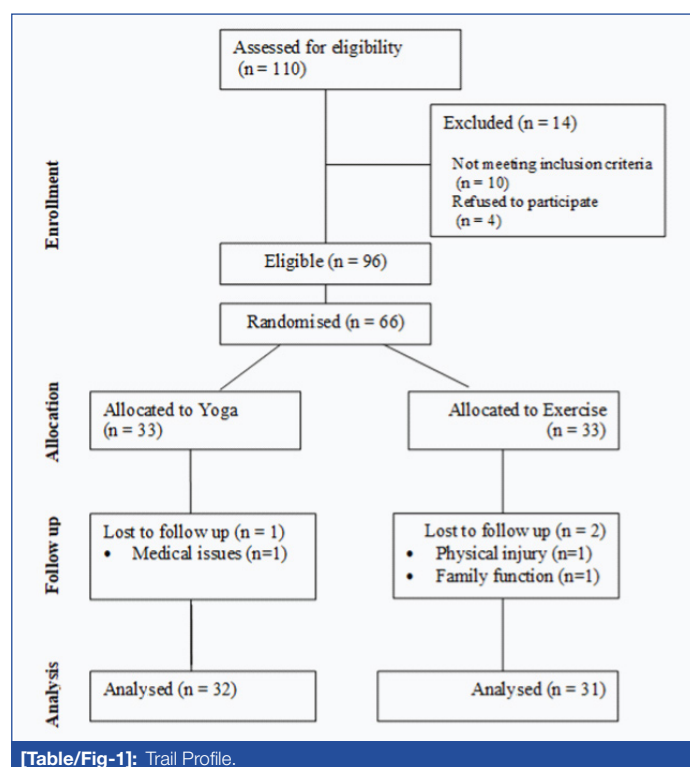 Assessed for eligibility
(n = 110)
Excluded (n = 14)
Not meeting inclusion criteria
(n = 10)
Refused to participate
(n = 4)
Enrollment
Eligible (n = 96)
Randomised (n = 66)
Allocation
Allocated to Yoga
(n = 33)
Allocated to Exercise
(n = 33)
Follow up
Lost to follow up (n = 1)
• Medical issues (n=1)
Lost to follow up (n = 2)
• Physical injury (n=1)
• Family function (n=1)
Analysis
Analysed (n = 32)
Analysed (n = 31)
[Table/Fig-1]: Trail Profile.